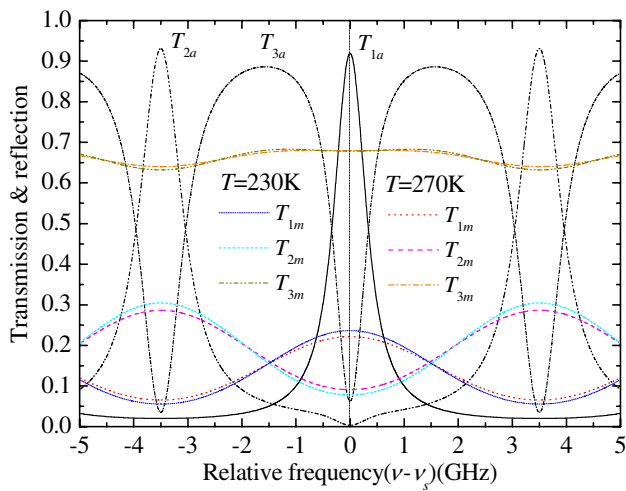 Transmission & reflection
1.0
0.9
0.8
0.7
0.6
0.5
0.4
0.3
0.2
0.1
0.0
T2a T3a T1a
T=230K T=270K
T1m T1m
T2m T2m
T3m T3m
-5 -4 -3 -2 -1 0 1 2 3 4 5
Relative frequency(ν-νs)(GHz)